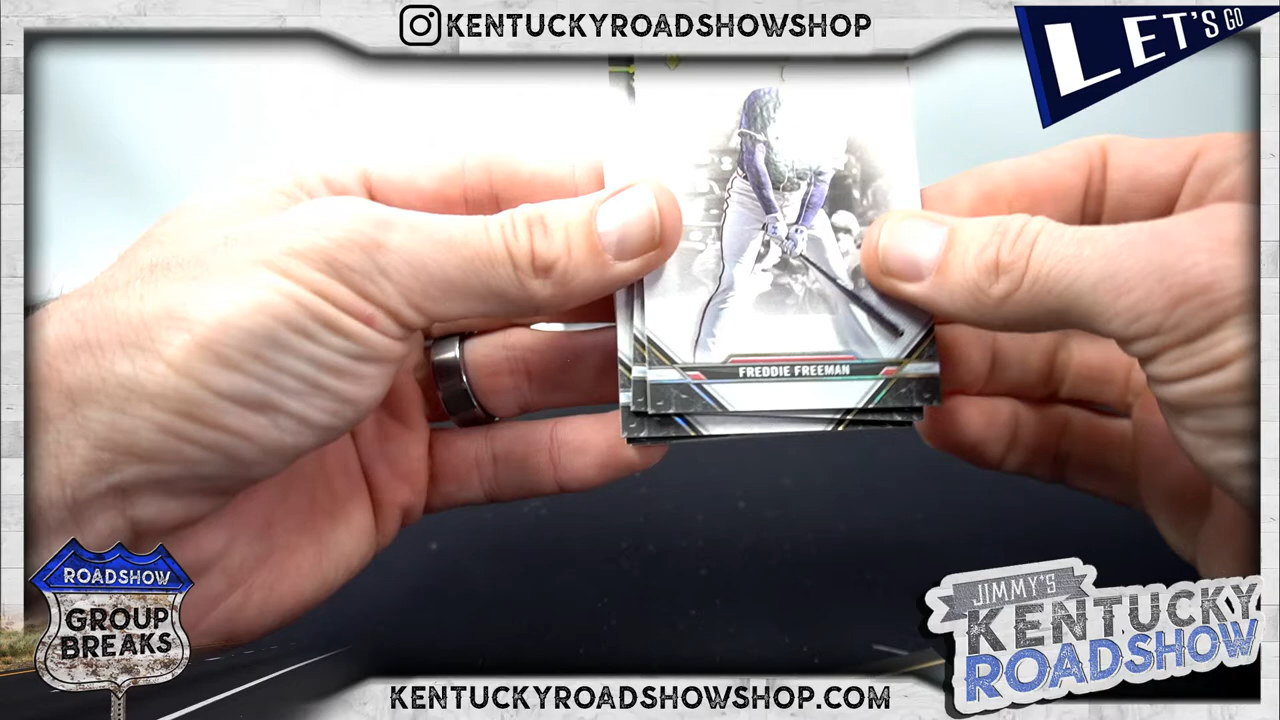 KENTUCKYROADSHOWSHOP
LET'S GO
FREDDIE FREEMAN
ROADSHOW
GROUP
BREAKS
JIMMY'S
KENTUCKY
ROADSHOW
KENTUCKYROADSHOWSHOP.COM